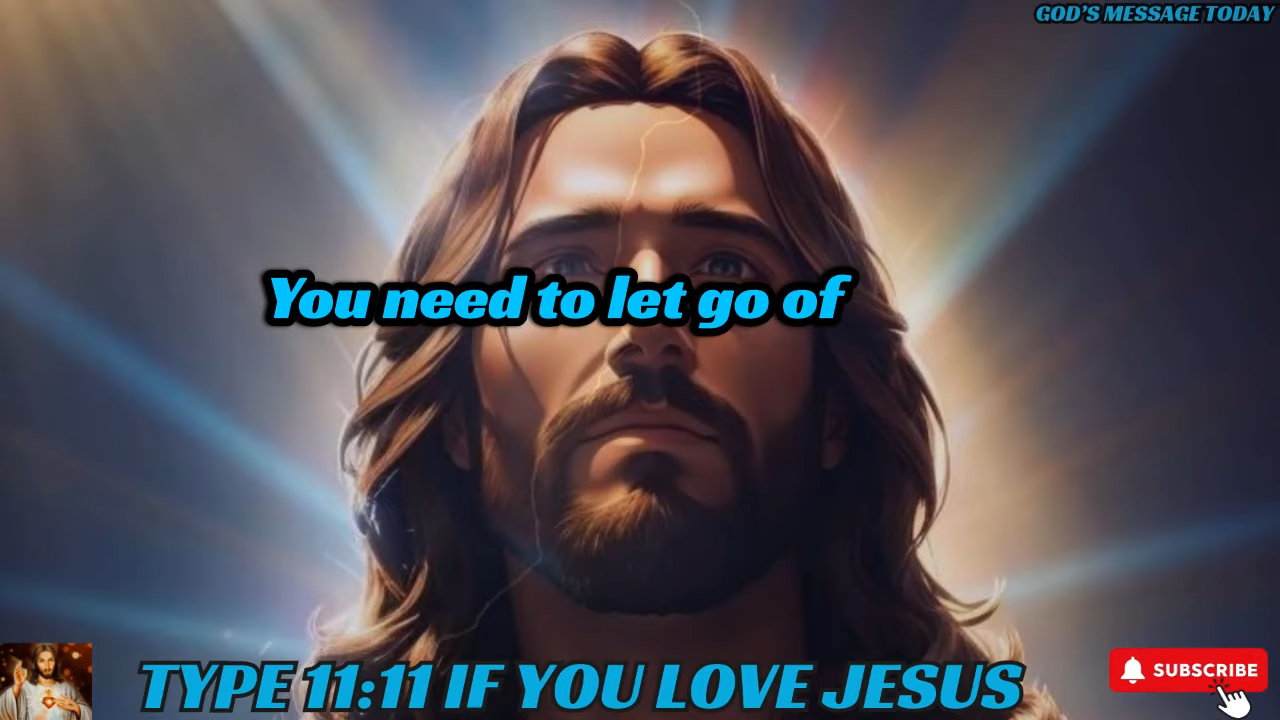 GOD'S MESSAGE TODAY
You need to let go of
TYPE 11:11 IF YOU LOVE JESUS
SUBSCRIBE